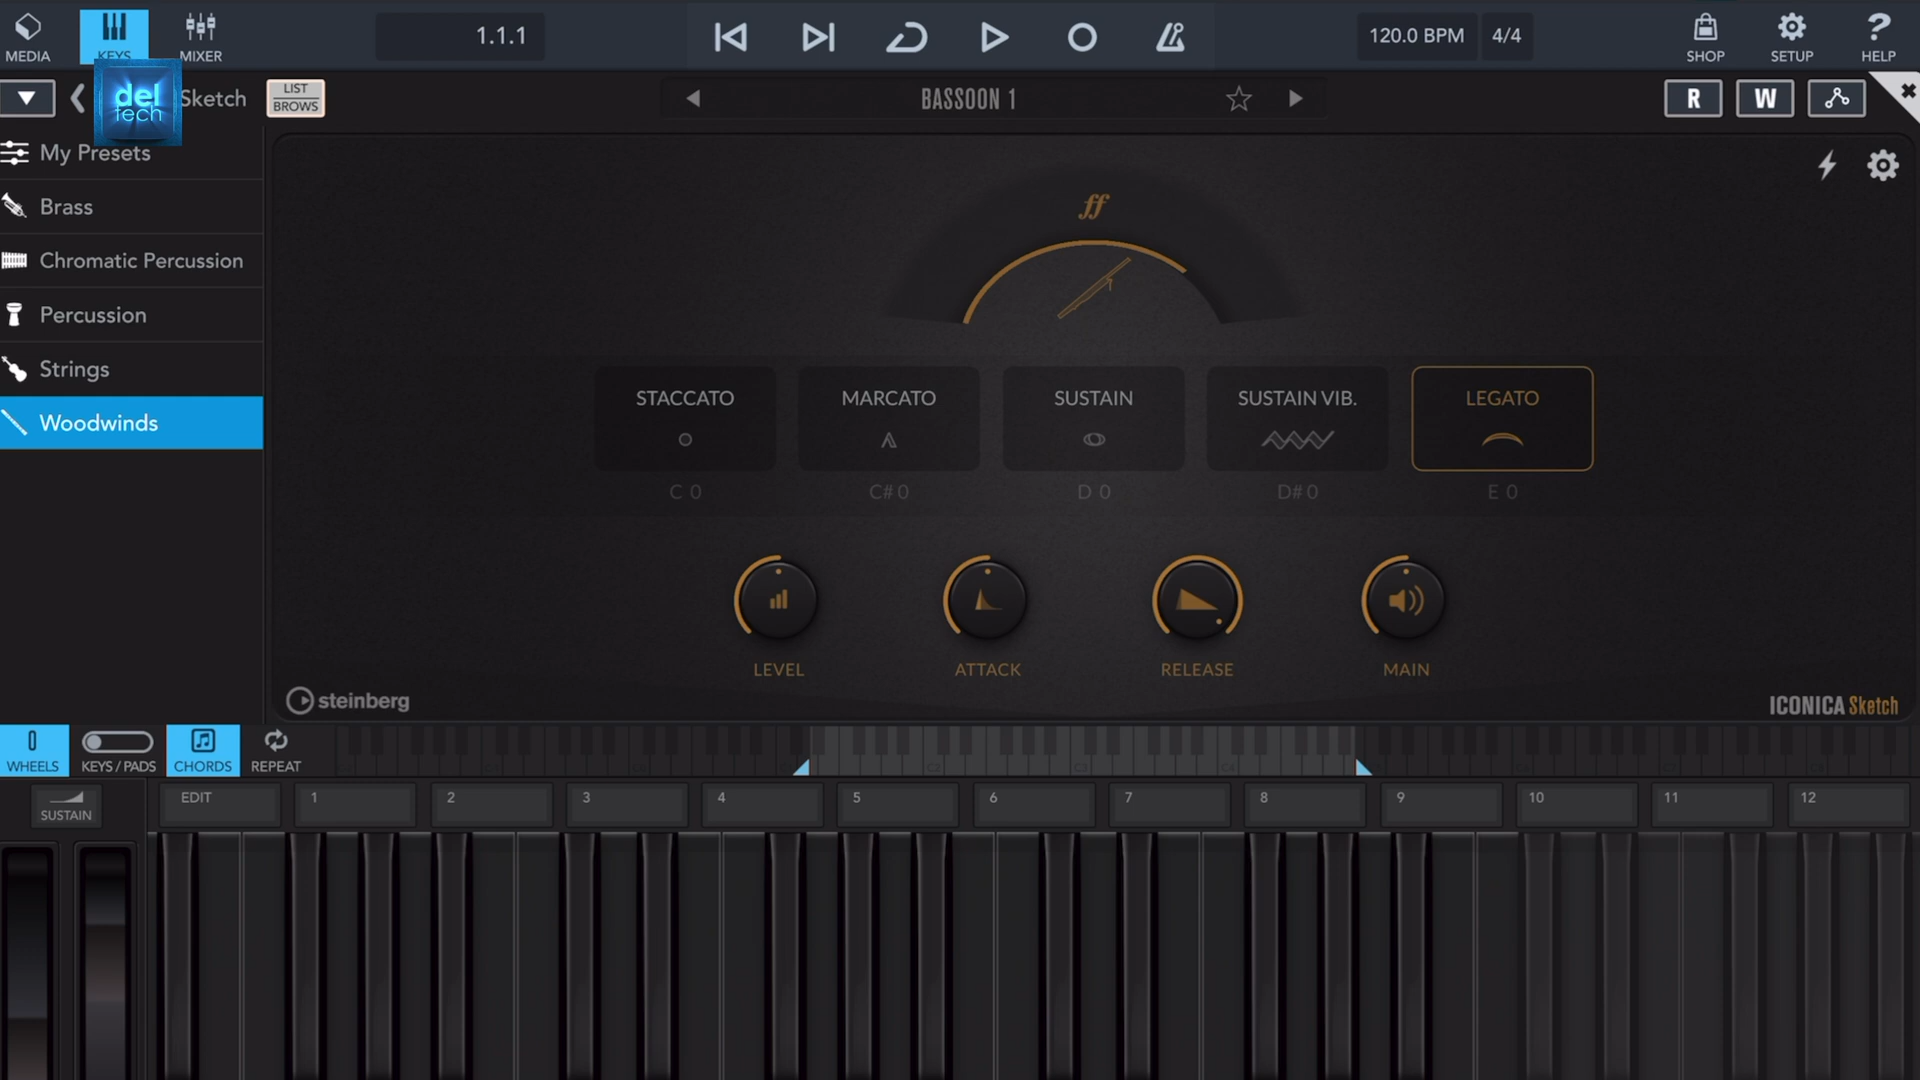 MEDIA
KEYS
MIXER
1.1.1
120.0 BPM
4/4
SHOP
SETUP
HELP
del
tech
Sketch
LIST
BROWS
BASSOON 1
R
W
My Presets
Brass
Chromatic Percussion
Percussion
Strings
Woodwinds
ff
STACCATO
MARCATO
SUSTAIN
SUSTAIN VIB.
LEGATO
C 0
C# 0
D 0
D# 0
E 0
LEVEL
ATTACK
RELEASE
MAIN
steinberg
ICONICA Sketch
WHEELS
KEYS / PADS
CHORDS
REPEAT
C2
C3
C4
SUSTAIN
EDIT
1
2
3
4
5
6
7
8
9
10
11
12